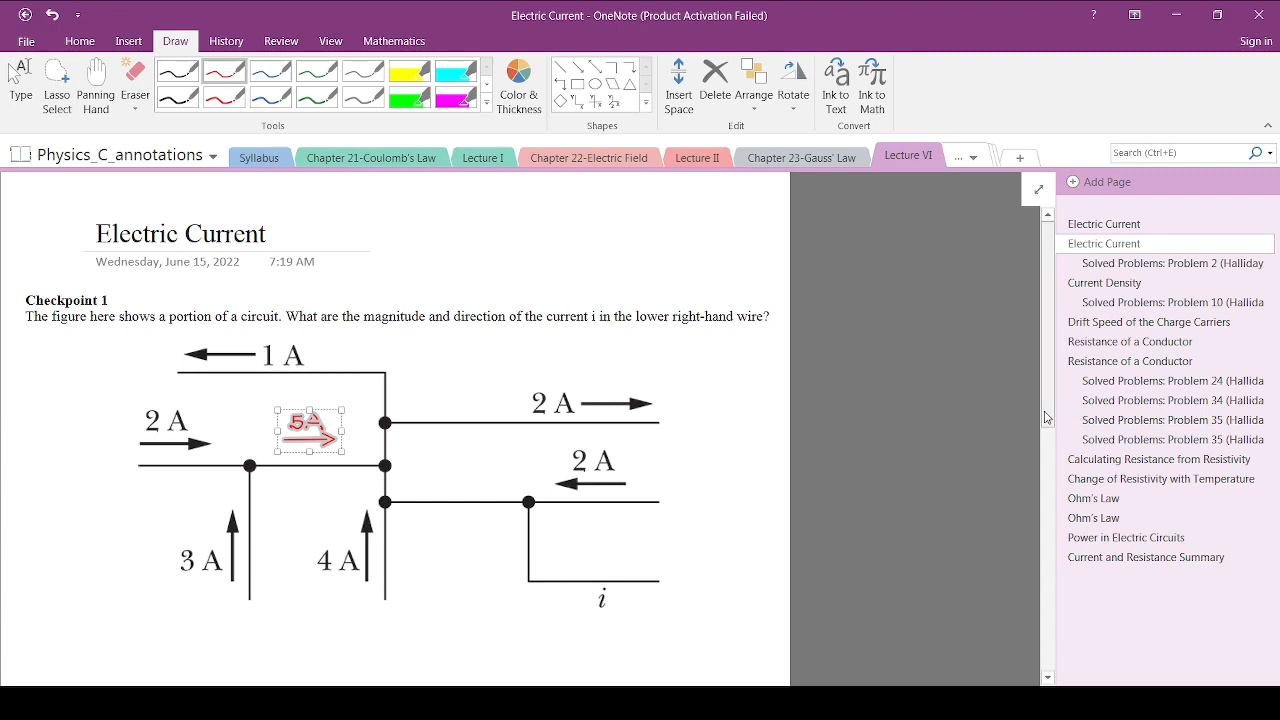 Electric Current - OneNote (Product Activation Failed)
?
File Home Insert Draw History Review View Mathematics
Sign in
Type
Lasso Select
Panning Hand
Eraser
Color & Thickness
Insert Space
Delete
Arrange
Rotate
Ink to Text
Ink to Math
Tools
Shapes
Edit
Convert
Physics_C_annotations
Syllabus
Chapter 21-Coulomb's Law
Lecture I
Chapter 22-Electric Field
Lecture II
Chapter 23-Gauss' Law
Lecture VI
...
Search (Ctrl+E)
Add Page
Electric Current
Wednesday, June 15, 2022 7:19 AM
Checkpoint 1
The figure here shows a portion of a circuit. What are the magnitude and direction of the current i in the lower right-hand wire?
1 A
2 A
5A
2 A
2 A
3 A
4 A
i
Electric Current
Electric Current
Solved Problems: Problem 2 (Halliday
Current Density
Solved Problems: Problem 10 (Hallida
Drift Speed of the Charge Carriers
Resistance of a Conductor
Resistance of a Conductor
Solved Problems: Problem 24 (Hallida
Solved Problems: Problem 34 (Hallida
Solved Problems: Problem 35 (Hallida
Solved Problems: Problem 35 (Hallida
Calculating Resistance from Resistivity
Change of Resistivity with Temperature
Ohm's Law
Ohm's Law
Power in Electric Circuits
Current and Resistance Summary